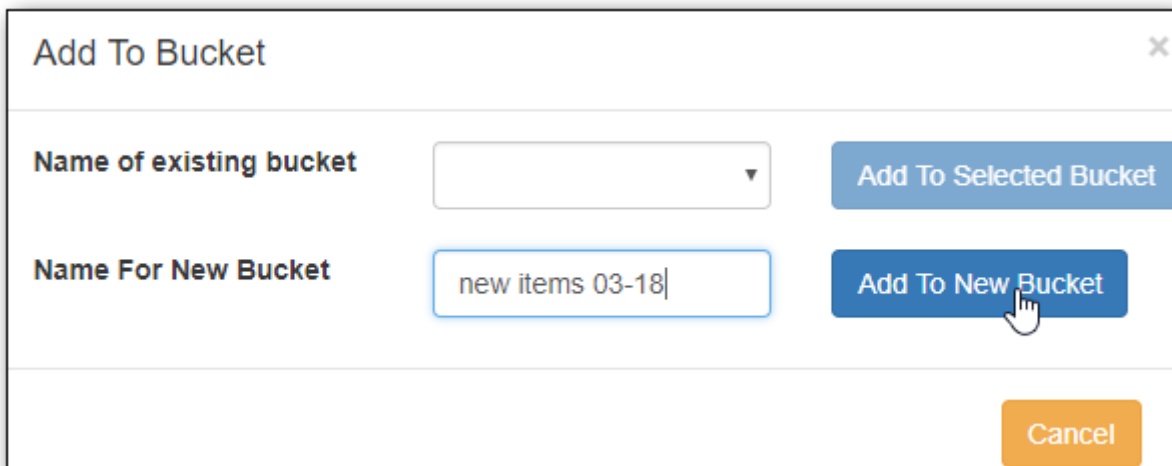 Add To Bucket ×
Name of existing bucket Add To Selected Bucket
Name For New Bucket new items 03-18 Add To New Bucket
Cancel